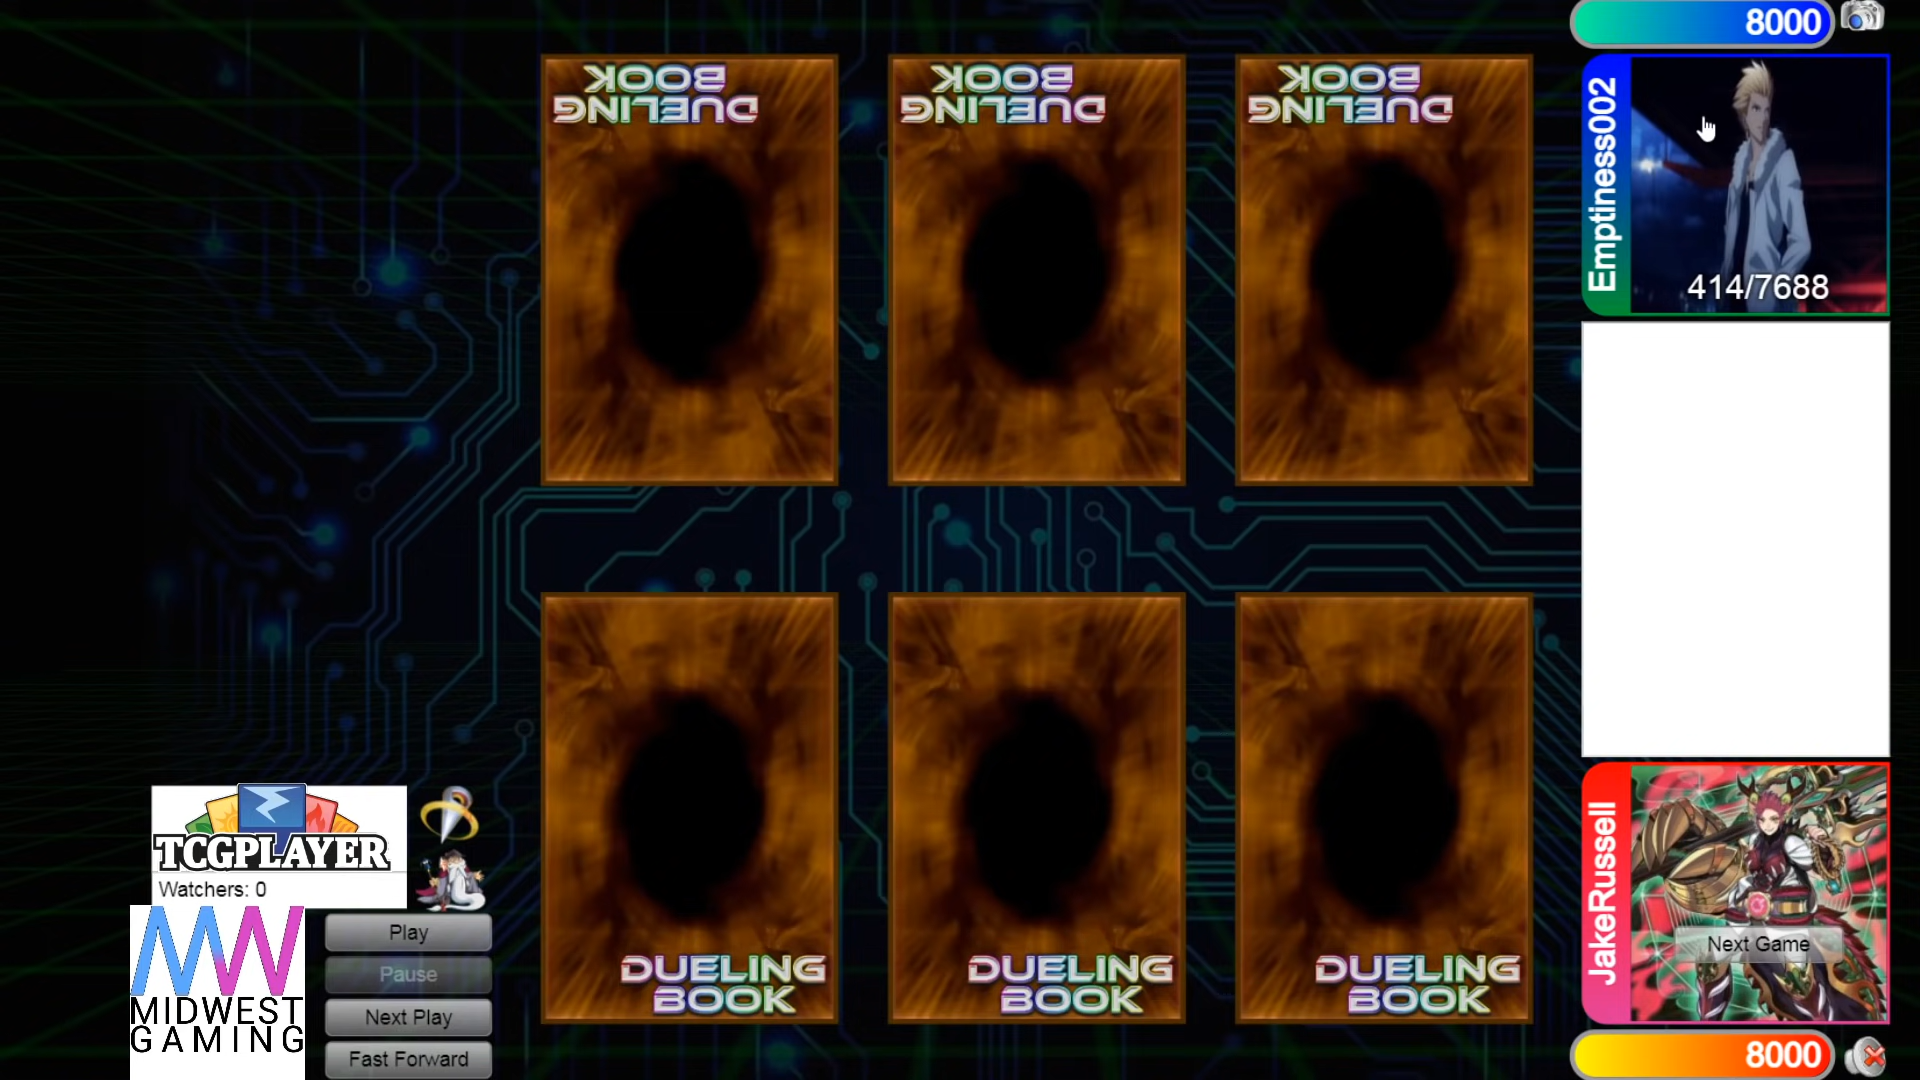 8000
BOOK
DUELING
BOOK
DUELING
BOOK
DUELING
Emptiness002
414/7688
TCGPLAYER
Watchers: 0
MIDWEST
GAMING
Play
Pause
Next Play
Fast Forward
DUELING
BOOK
DUELING
BOOK
DUELING
BOOK
JakeRussell
Next Game
8000